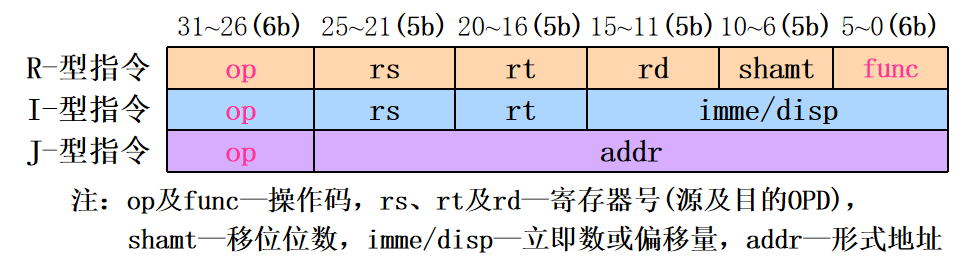 31~26(6b) 25~21(5b) 20~16(5b) 15~11(5b) 10~6(5b) 5~0(6b)
R-型指令 op rs rt rd shamt func
I-型指令 op rs rt imme/disp
J-型指令 op addr
注：op及func—操作码，rs、rt及rd—寄存器号(源及目的OPD)，
shamt—移位位数，imme/disp—立即数或偏移量，addr—形式地址